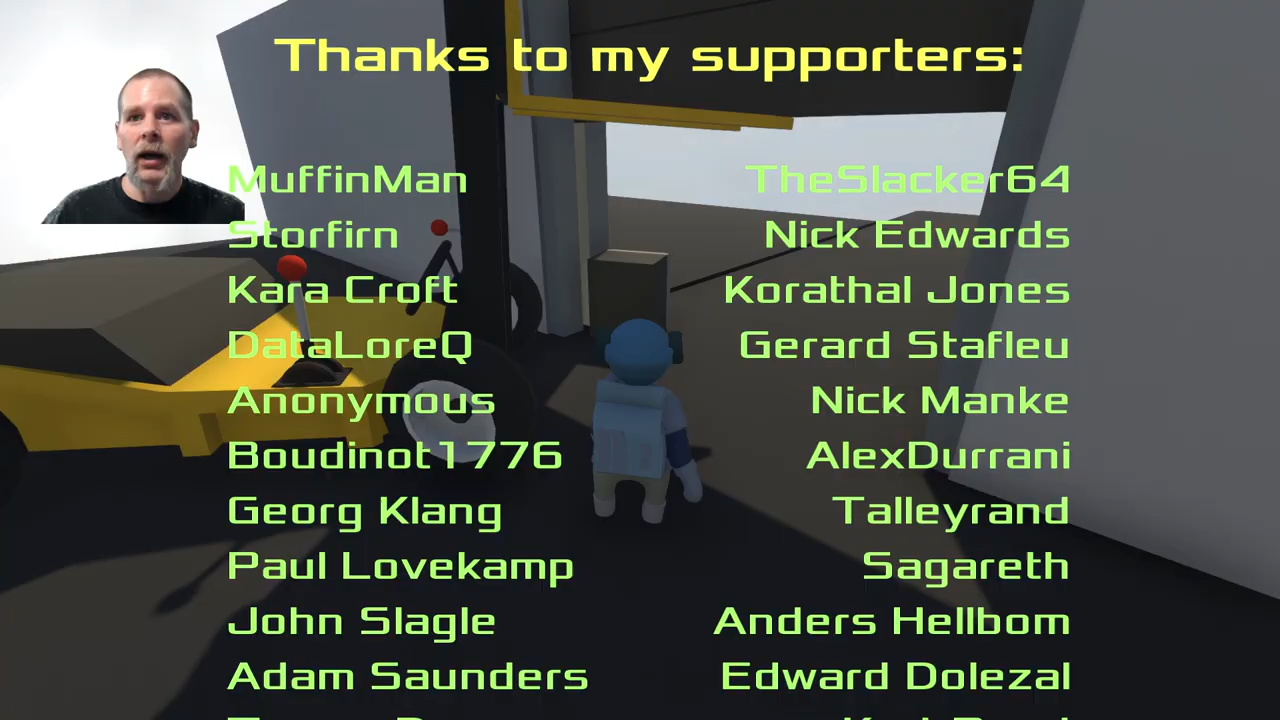 Thanks to my supporters:
MuffinMan TheSlacker64
Storfirn Nick Edwards
Kara Croft Korathal Jones
DataLoreQ Gerard Stafleu
Anonymous Nick Manke
Boudinot1776 AlexDurrani
Georg Klang Talleyrand
Paul Lovekamp Sagareth
John Slagle Anders Hellbom
Adam Saunders Edward Dolezal